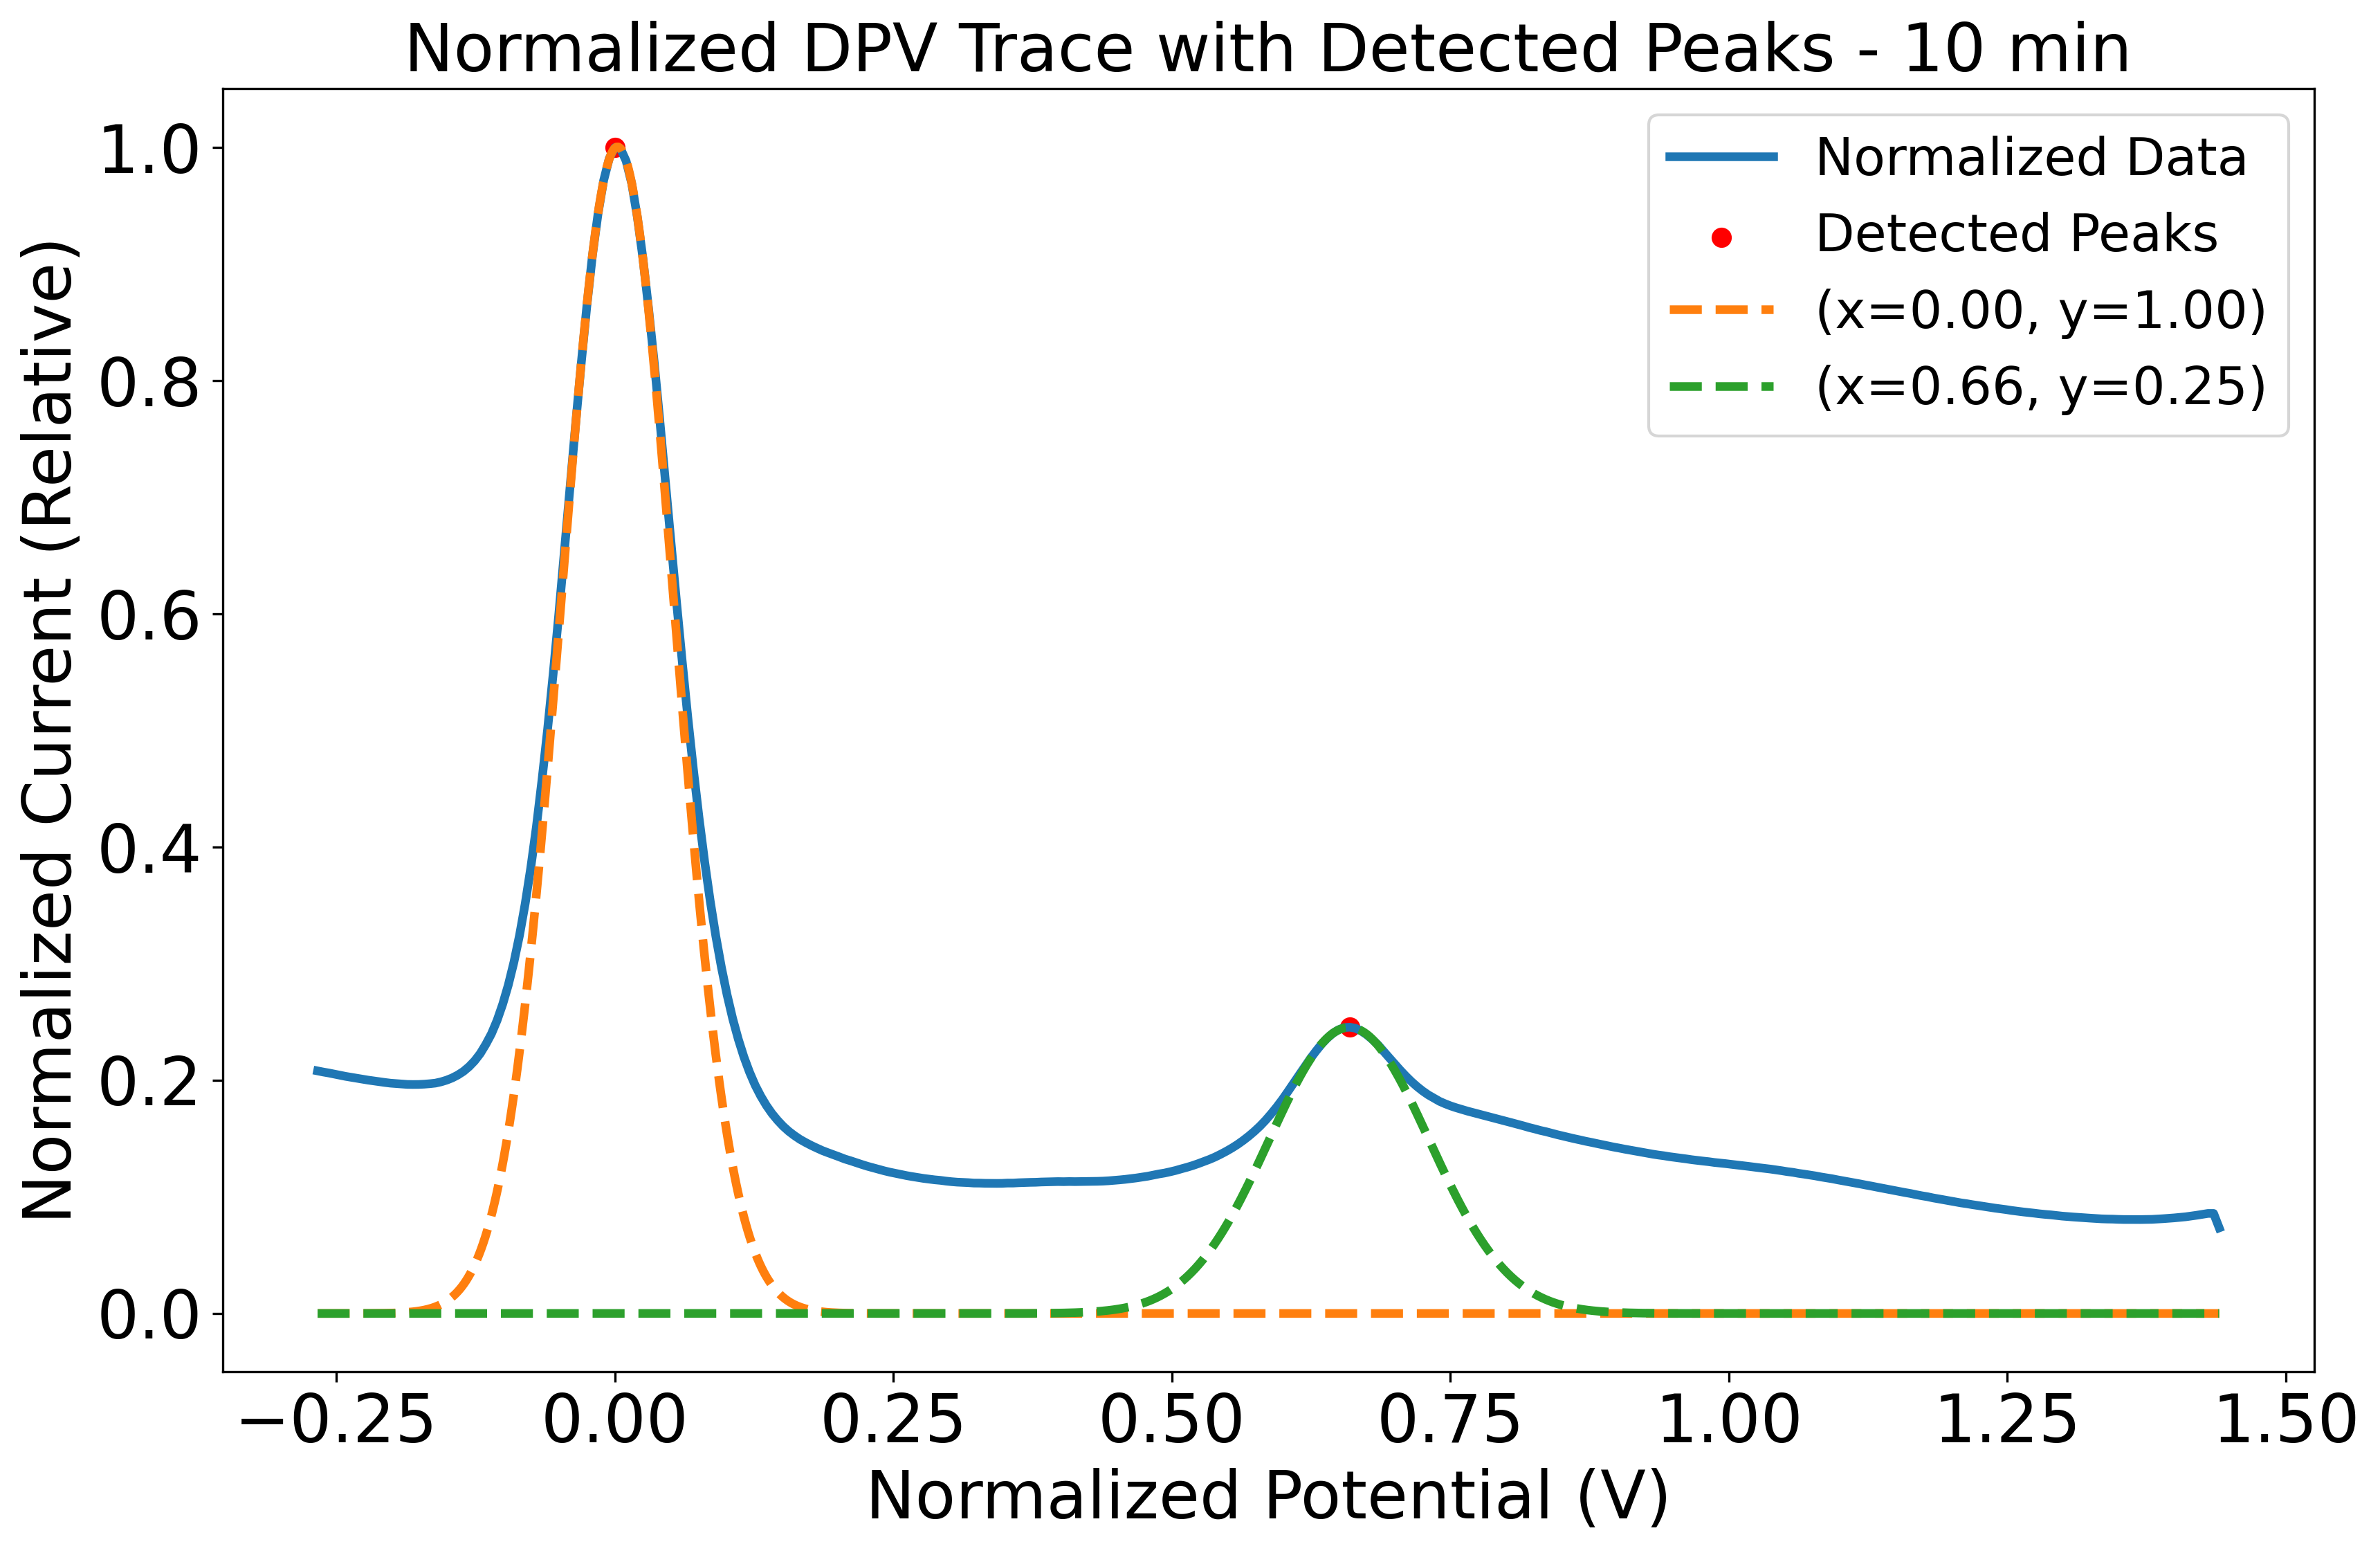 Normalized DPV Trace with Detected Peaks - 10 min
Normalized Data
Detected Peaks
(x=0.00, y=1.00)
(x=0.66, y=0.25)
Normalized Current (Relative)
1.0
0.8
0.6
0.4
0.2
0.0
−0.25 0.00 0.25 0.50 0.75 1.00 1.25 1.50
Normalized Potential (V)